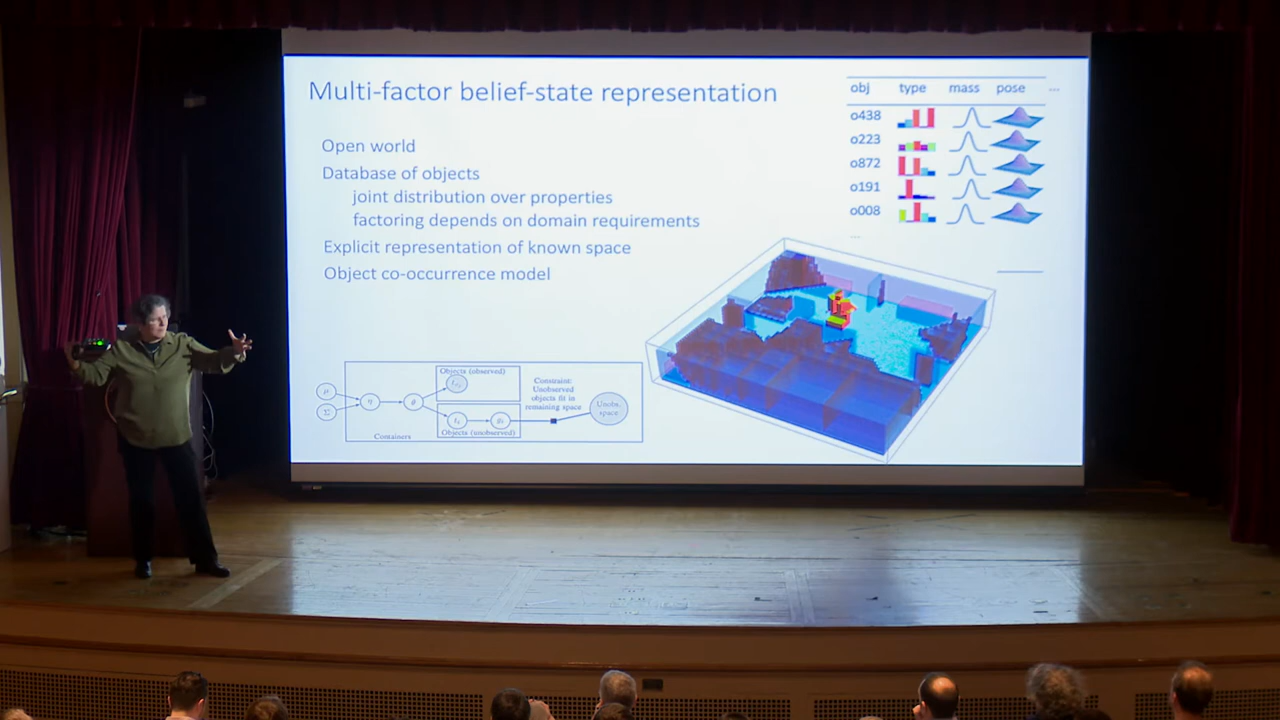 Multi-factor belief-state representation
Open world
Database of objects
joint distribution over properties
factoring depends on domain requirements
Explicit representation of known space
Object co-occurrence model
obj type mass pose ...
o438
o223
o872
o191
o008
...
Objects (observed)
Objects (unobserved)
Containers
Constraint:
Unobserved
objects fit in
remaining space
Unobs.
space
μ
Σ
η
θ